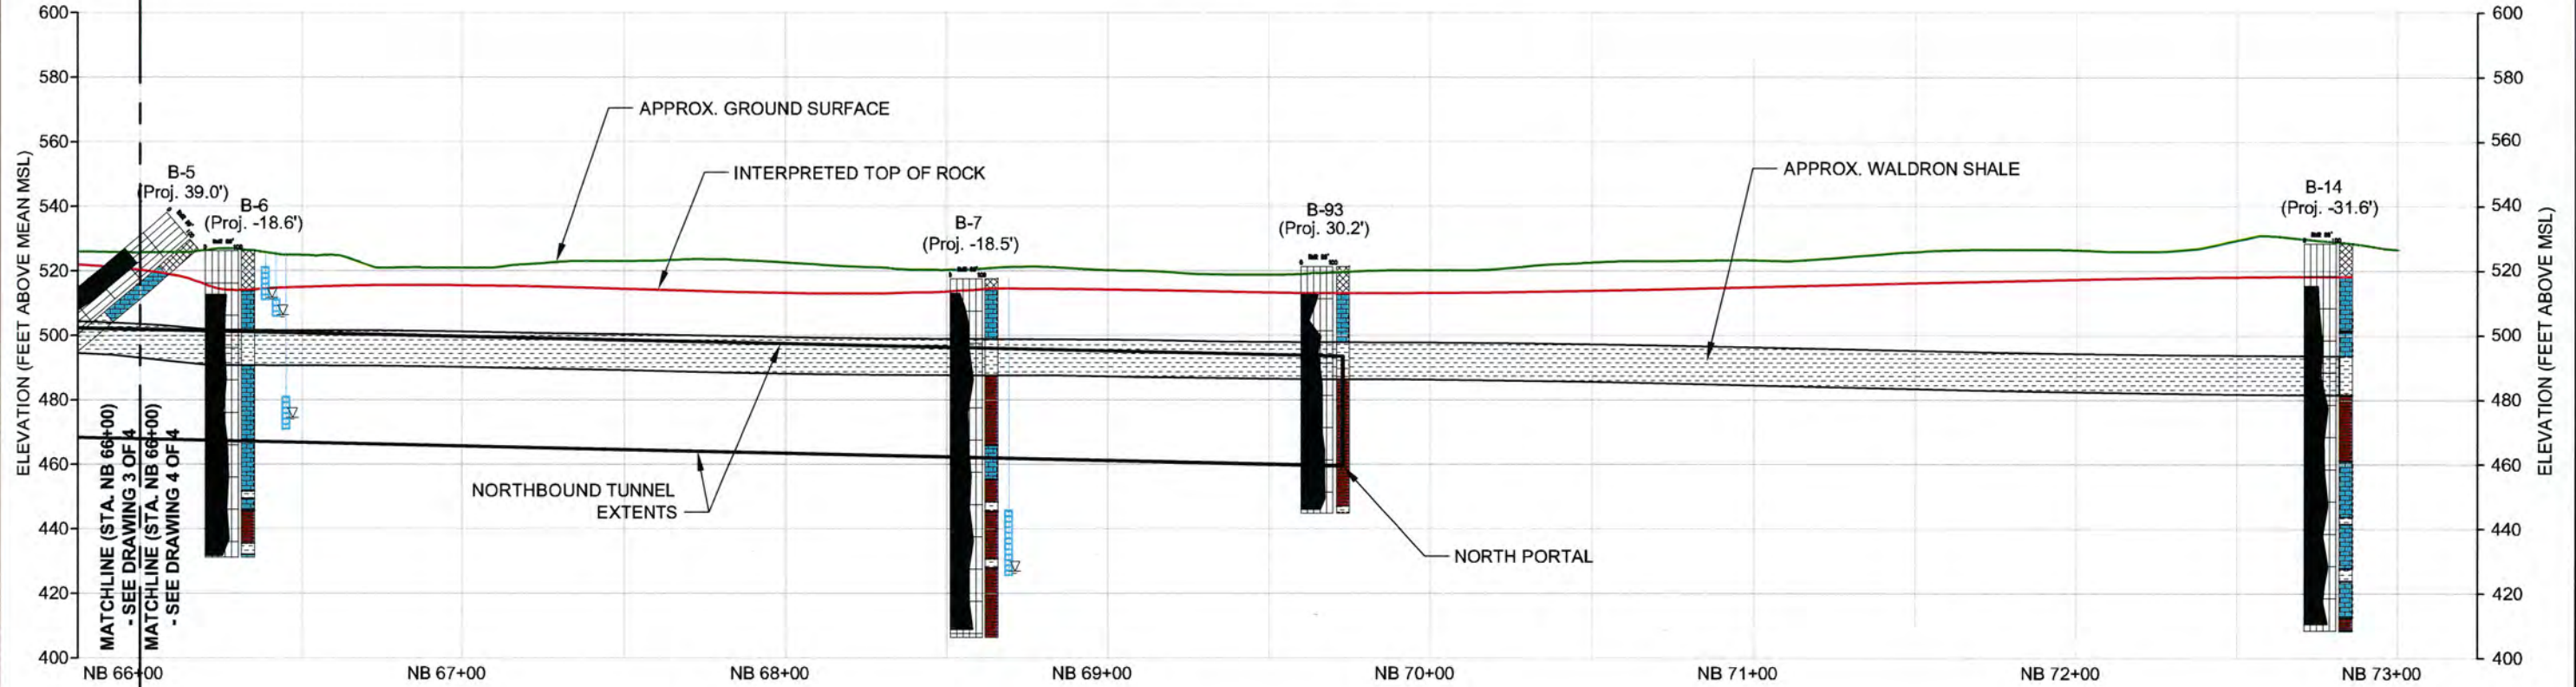 600
580
560
540
520
500
480
460
440
420
400
ELEVATION (FEET ABOVE MEAN MSL)
MATCHLINE (STA. NB 66+00)
- SEE DRAWING 3 OF 4
MATCHLINE (STA. NB 66+00)
- SEE DRAWING 4 OF 4
B-5
(Proj. 39.0')
B-6
(Proj. -18.6')
APPROX. GROUND SURFACE
INTERPRETED TOP OF ROCK
B-7
(Proj. -18.5')
B-93
(Proj. 30.2')
APPROX. WALDRON SHALE
B-14
(Proj. -31.6')
NORTHBOUND TUNNEL
EXTENTS
NORTH PORTAL
600
580
560
540
520
500
480
460
440
420
400
ELEVATION (FEET ABOVE MSL)
NB 66+00
NB 67+00
NB 68+00
NB 69+00
NB 70+00
NB 71+00
NB 72+00
NB 73+00